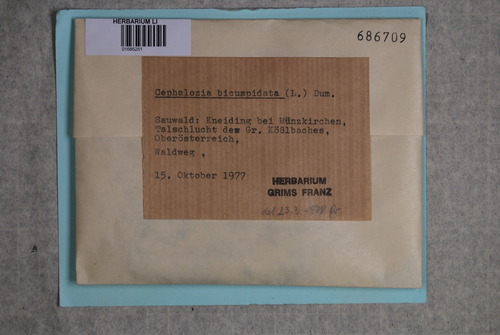 HERBARIUM LI
686709
Cephalozia bicuspidata (L.) Dum.
Sauwald: Kneiding bei Münzkirchen,
Talschlucht des Gr. Kößlbaches,
Oberösterreich,
Waldweg ,
15. Oktober 1977
HERBARIUM
GRIMS FRANZ